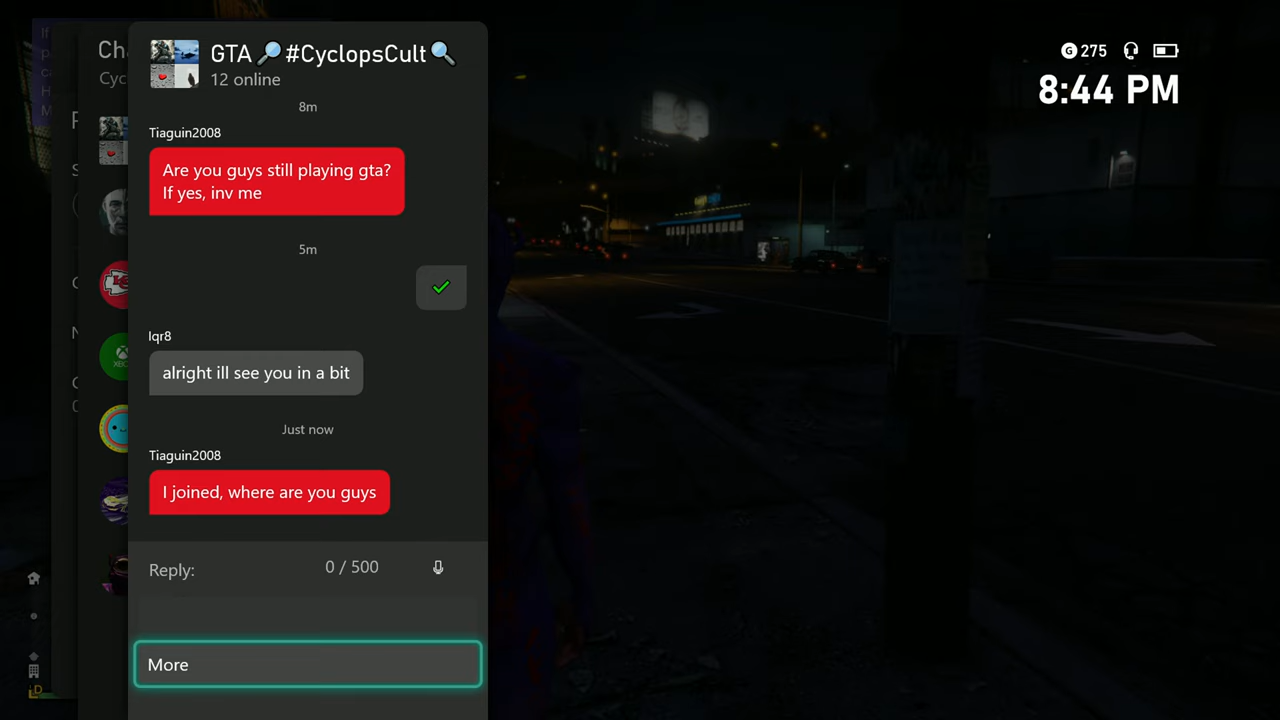 GTA 🔎#CyclopsCult🔍
12 online
8m
Tiaguin2008
Are you guys still playing gta?
If yes, inv me
5m
✓
lqr8
alright ill see you in a bit
Just now
Tiaguin2008
I joined, where are you guys
Reply:
0 / 500
More
G 275
8:44 PM
Ch
Cyc